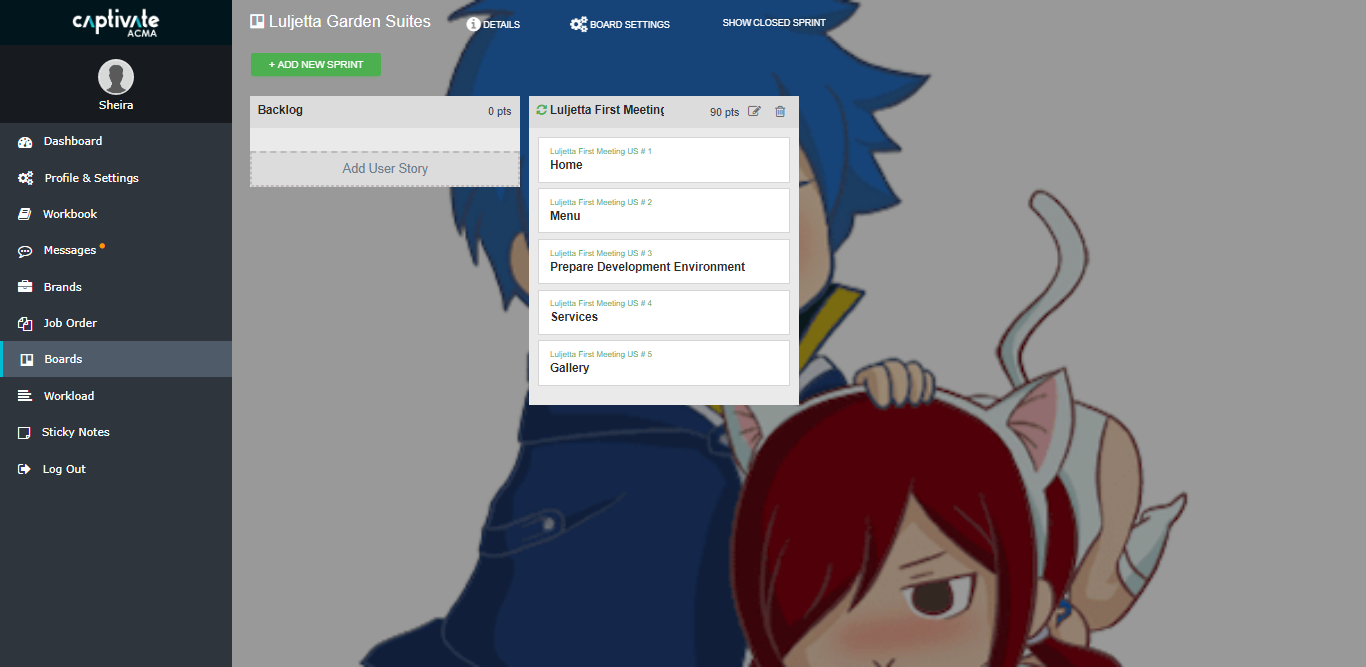 captivate
ACMA
Sheira
Dashboard
Profile & Settings
Workbook
Messages
Brands
Job Order
Boards
Workload
Sticky Notes
Log Out
Luljetta Garden Suites
DETAILS
BOARD SETTINGS
SHOW CLOSED SPRINT
+ ADD NEW SPRINT
Backlog 0 pts
Add User Story
Luljetta First Meeting 90 pts
Luljetta First Meeting US # 1
Home
Luljetta First Meeting US # 2
Menu
Luljetta First Meeting US # 3
Prepare Development Environment
Luljetta First Meeting US # 4
Services
Luljetta First Meeting US # 5
Gallery